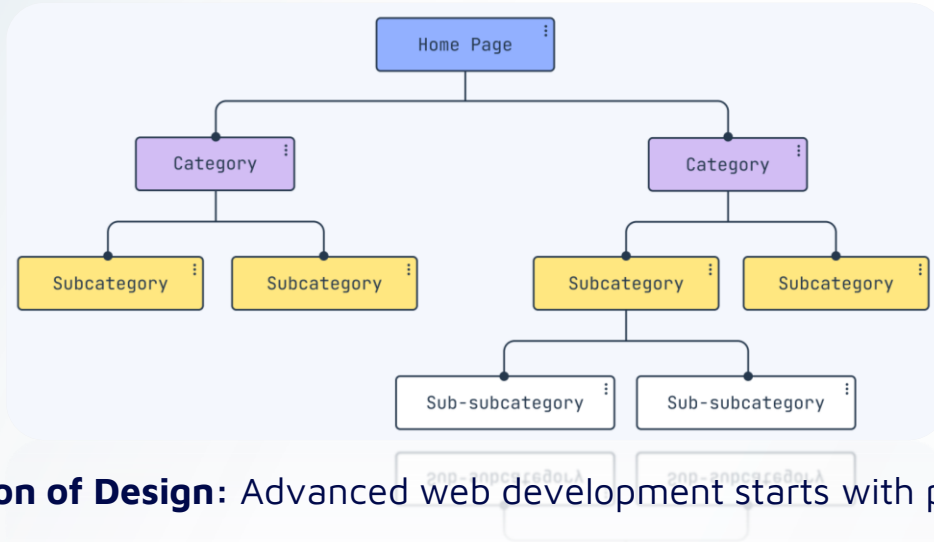 Home Page
Category Category
Subcategory Subcategory Subcategory Subcategory
Sub-subcategory Sub-subcategory
of Design: Advanced web development starts with